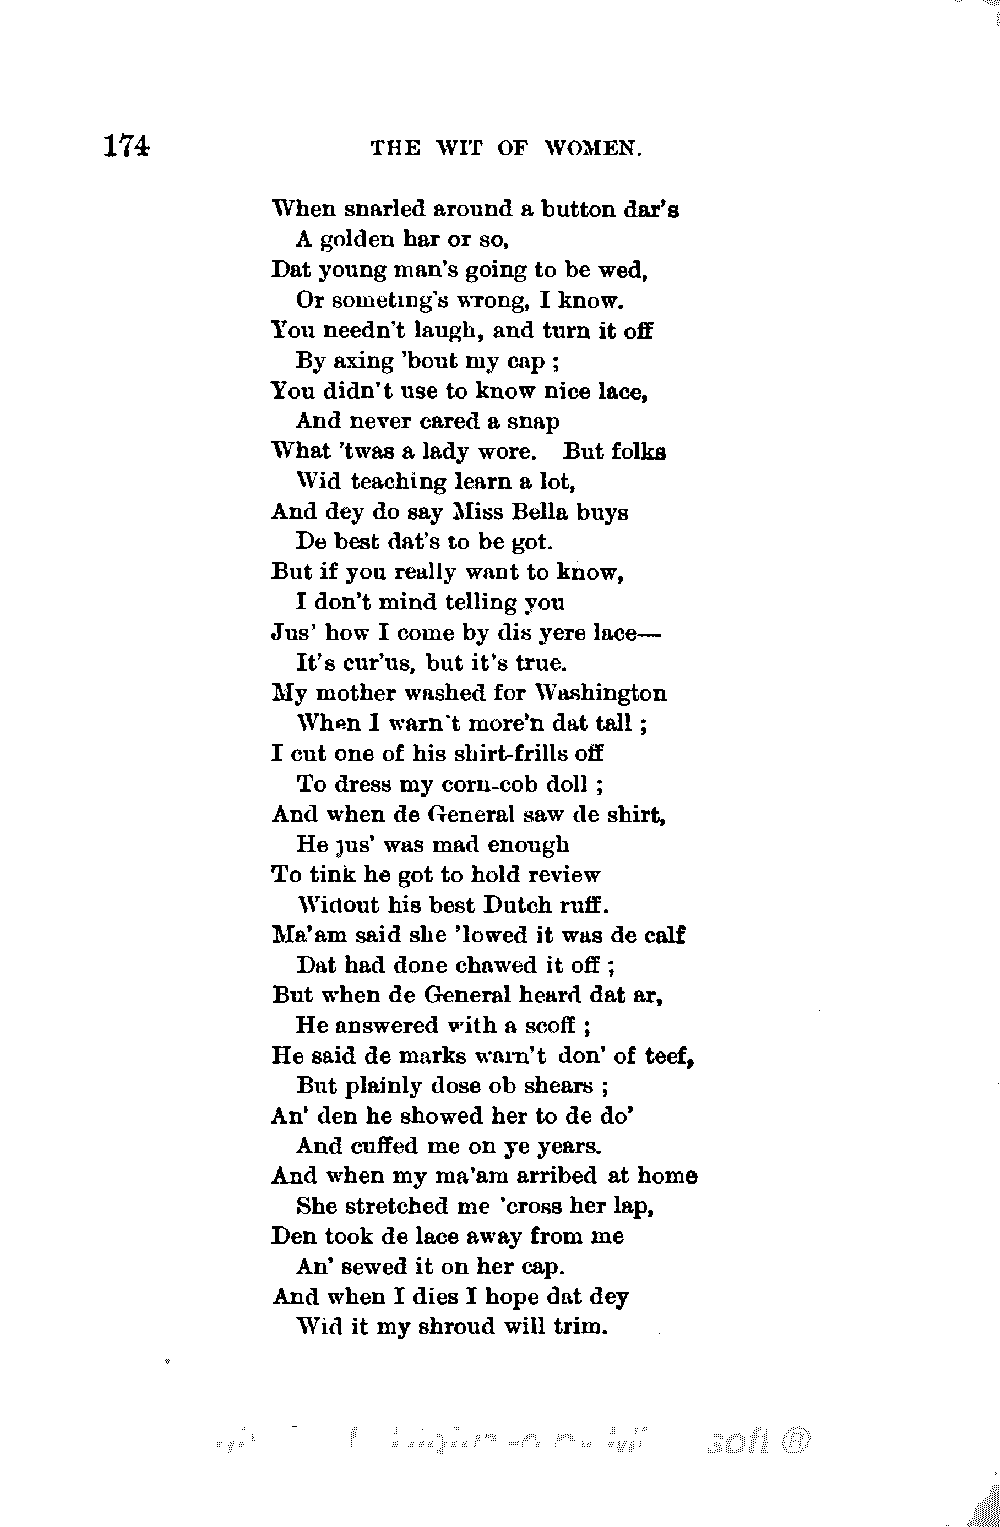 174 THE WIT OF WOMEN.
When snarled around a button dar's
A golden har or so,
Dat young man's going to be wed,
Or someting's wrong, I know.
You needn't laugh, and turn it off
By axing 'bout my cap ;
You didn't use to know nice lace,
And never cared a snap
What 'twas a lady wore. But folks
Wid teaching learn a lot,
And dey do say Miss Bella buys
De best dat's to be got.
But if you really want to know,
I don't mind telling you
Jus' how I come by dis yere lace—
It's cur'us, but it's true.
My mother washed for Washington
When I warn't more'n dat tall ;
I cut one of his shirt-frills off
To dress my corn-cob doll ;
And when de General saw de shirt,
He jus' was mad enough
To tink he got to hold review
Widout his best Dutch ruff.
Ma'am said she 'lowed it was de calf
Dat had done chawed it off ;
But when de General heard dat ar,
He answered with a scoff ;
He said de marks warn't don' of teef,
But plainly dose ob shears ;
An' den he showed her to de do'
And cuffed me on ye years.
And when my ma'am arribed at home
She stretched me 'cross her lap,
Den took de lace away from me
An' sewed it on her cap.
And when I dies I hope dat dey
Wid it my shroud will trim.
soft ®